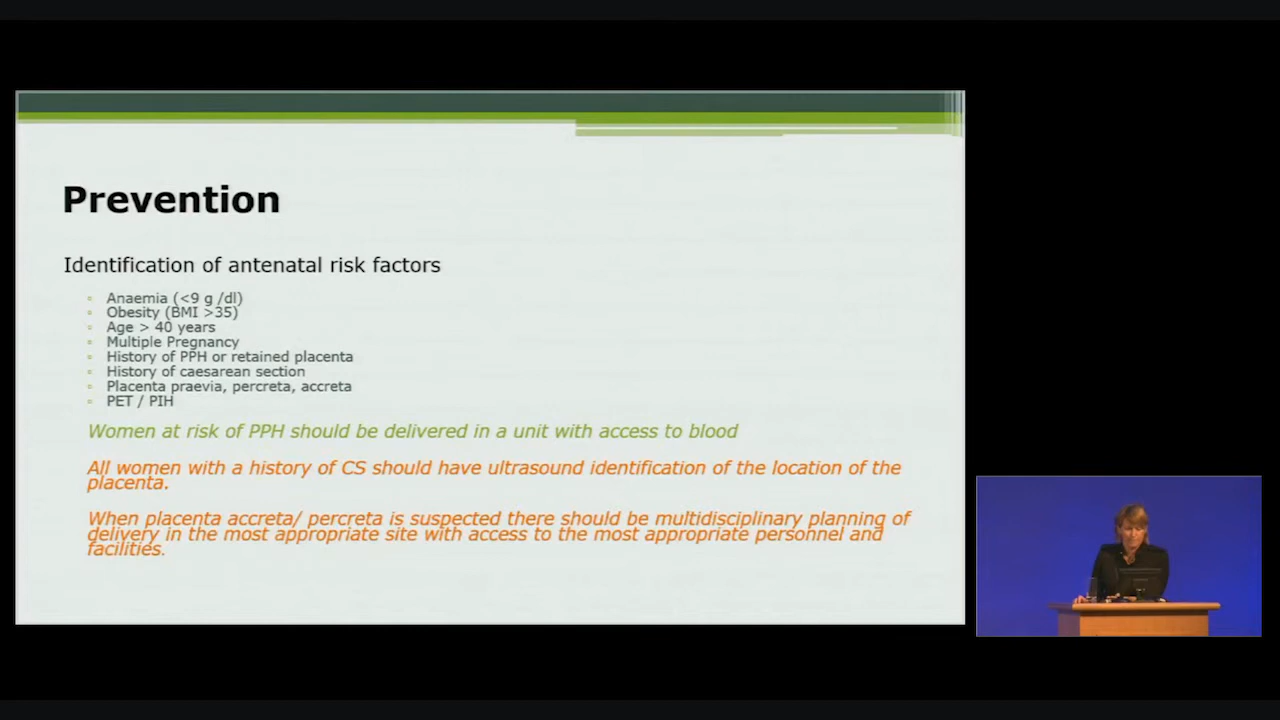 Prevention
Identification of antenatal risk factors
▫ Anaemia (<9 g /dl)
▫ Obesity (BMI >35)
▫ Age > 40 years
▫ Multiple Pregnancy
▫ History of PPH or retained placenta
▫ History of caesarean section
▫ Placenta praevia, percreta, accreta
▫ PET / PIH
Women at risk of PPH should be delivered in a unit with access to blood
All women with a history of CS should have ultrasound identification of the location of the
placenta.
When placenta accreta/ percreta is suspected there should be multidisciplinary planning of
delivery in the most appropriate site with access to the most appropriate personnel and
facilities.